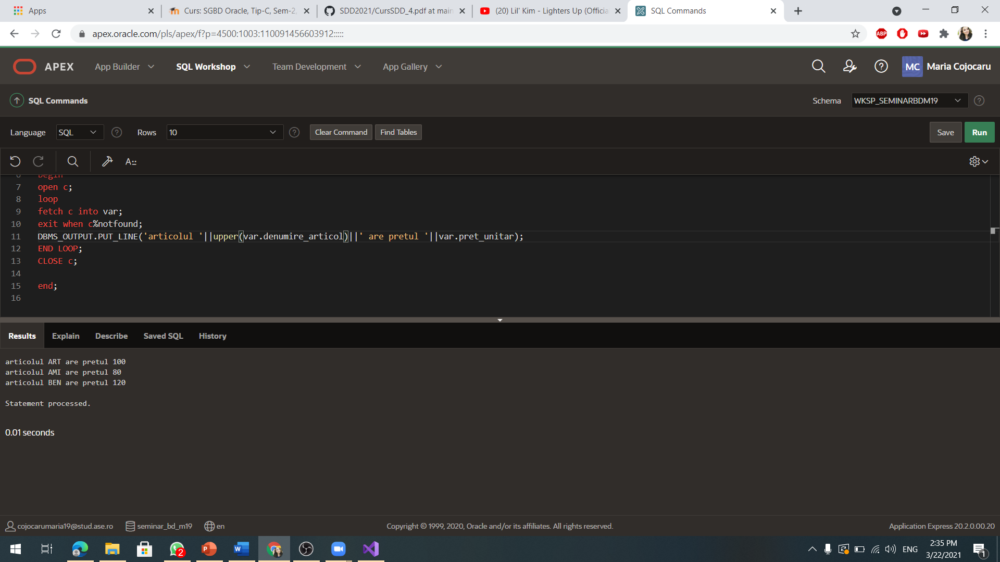 Apps
Curs: SGBD Oracle, Tip-C, Sem-2,
SDD2021/CursSDD_4.pdf at main
(20) Lil' Kim - Lighters Up (Officia
SQL Commands
apex.oracle.com/pls/apex/f?p=4500:1003:110091456603912:::::
ABP
APEX
App Builder
SQL Workshop
Team Development
App Gallery
MC
Maria Cojocaru
SQL Commands
Schema
WKSP_SEMINARBDM19
Language
SQL
Rows
10
Clear Command
Find Tables
Save
Run
A::
6 begin
7 open c;
8 loop
9 fetch c into var;
10 exit when c%notfound;
11 DBMS_OUTPUT.PUT_LINE('articolul '||upper(var.denumire_articol)||' are pretul '||var.pret_unitar);
12 END LOOP;
13 CLOSE c;
14
15 end;
16
Results
Explain
Describe
Saved SQL
History
articolul ART are pretul 100
articolul AMI are pretul 80
articolul BEN are pretul 120
Statement processed.
0.01 seconds
cojocarumaria19@stud.ase.ro
seminar_bd_m19
en
Copyright © 1999, 2020, Oracle and/or its affiliates. All rights reserved.
Application Express 20.2.0.00.20
2
ENG
2:35 PM
3/22/2021
1